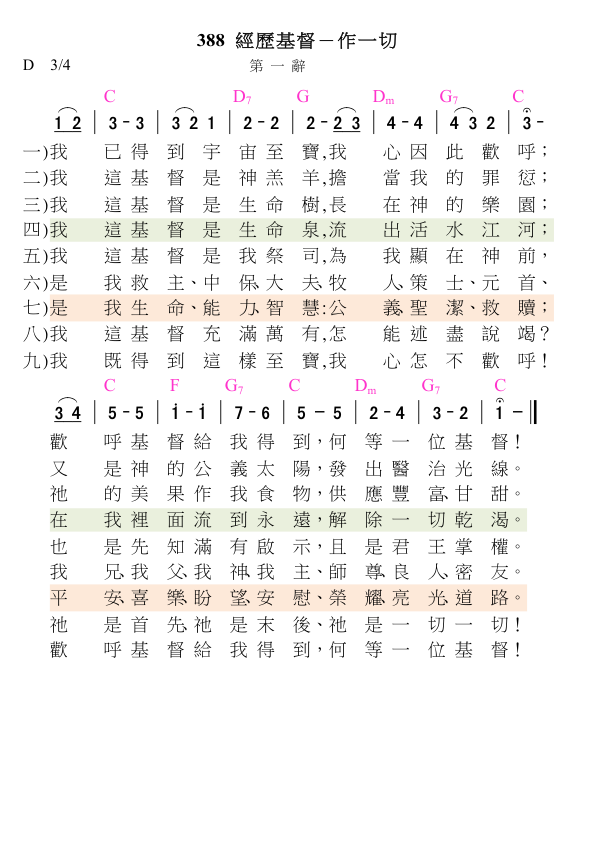 388 經歷基督－作一切
D 3/4 第一辭
C D7 G Dm G7 C
1 2 | 3 - 3 | 3 2 1 | 2 - 2 | 2 - 2 3 | 4 - 4 | 4 3 2 | 3 -
一)我 已得到宇宙至寶,我心因此歡呼；
二)我 這基督是神羔羊,擔當我的罪愆；
三)我 這基督是生命樹,長在神的樂園；
四)我 這基督是生命泉,流出活水江河；
五)我 這基督是我祭司,為我顯在神前，
六)是 我救主、中保、大夫、牧人、策士、元首、
七)是 我生命、能力、智慧:公義、聖潔、救贖；
八)我 這基督充滿萬有,怎能述盡說竭？
九)我 既得到這樣至寶,我心怎不歡呼！
C F G7 C Dm G7 C
3 4 | 5 - 5 | i - i | 7 - 6 | 5 - 5 | 2 - 4 | 3 - 2 | 1 - ‖
歡 呼基督給我得到，何等一位基督！
又 是神的公義太陽，發出醫治光線。
祂 的美果作我食物，供應豐富、甘甜。
在 我裡面流到永遠，解除一切乾渴。
也 是先知滿有啟示，且是君王掌權。
我 兄、我父、我神、我主、師尊、良人、密友。
平 安、喜樂、盼望、安慰、榮耀、亮光、道路。
祂 是首先、祂是末後、祂是一切一切！
歡 呼基督給我得到，何等一位基督！